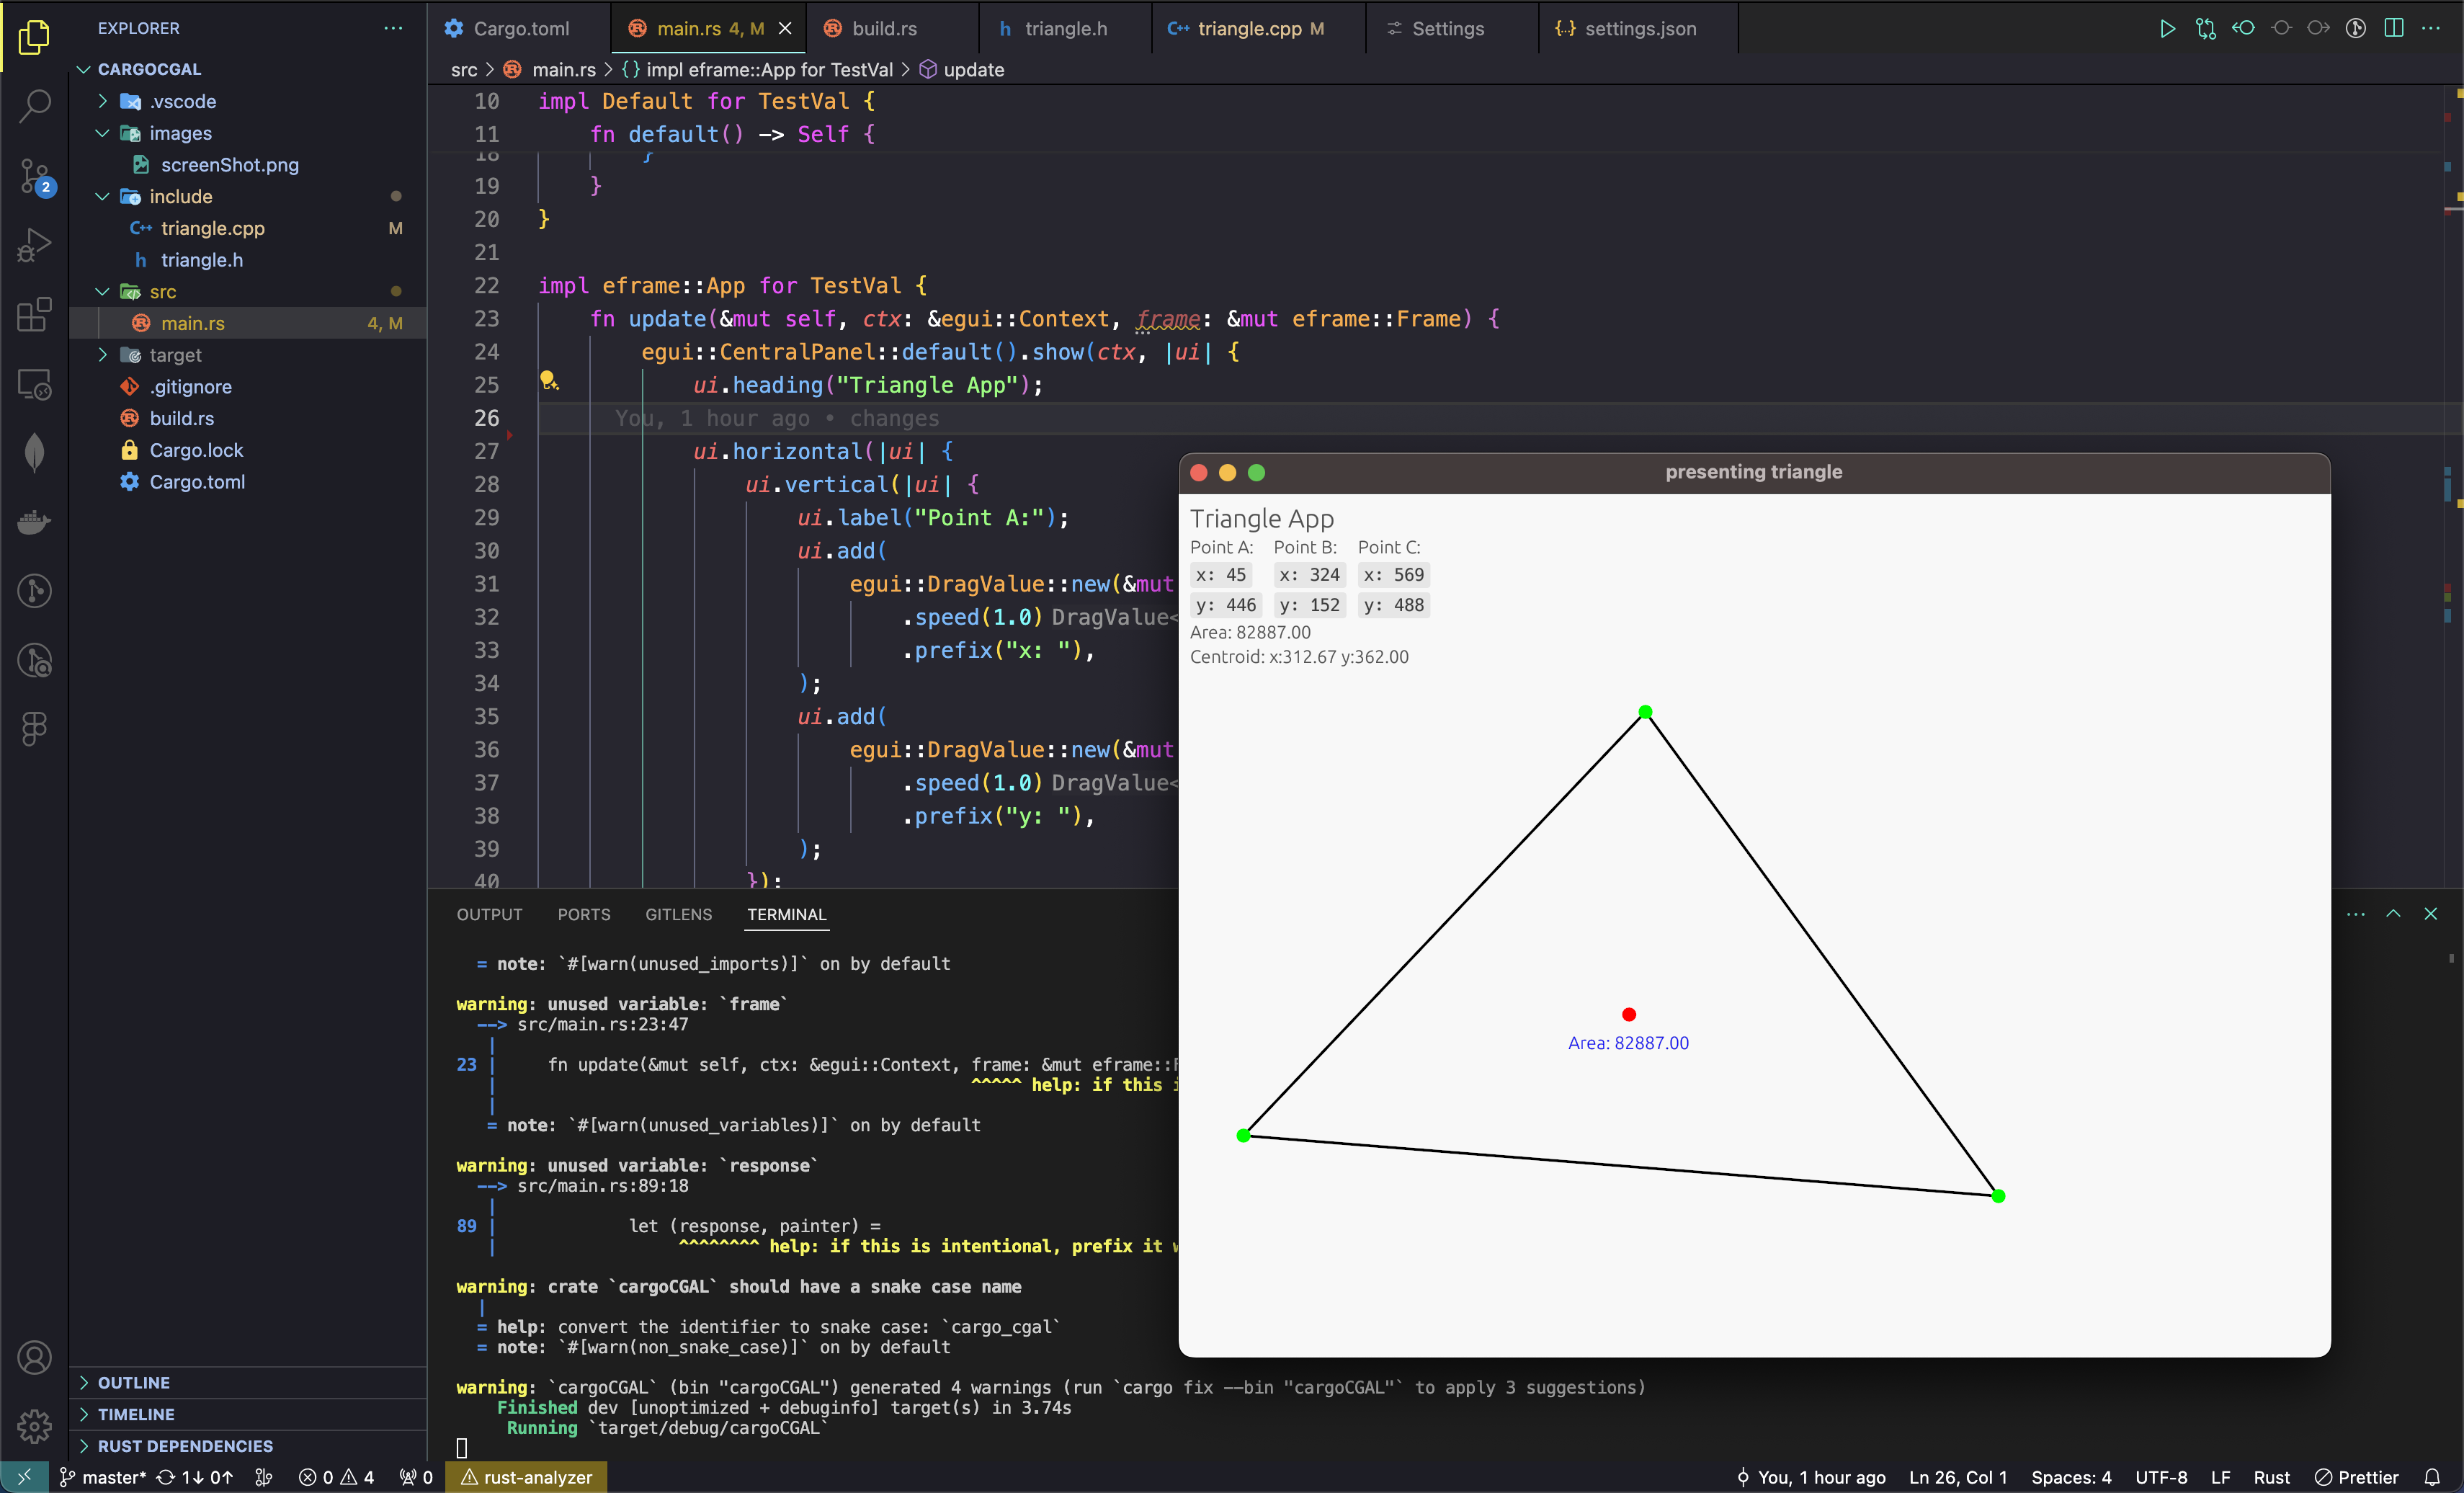 EXPLORER
CARGOCGAL
.vscode
images
screenShot.png
include
triangle.cpp M
triangle.h
src
main.rs 4, M
target
.gitignore
build.rs
Cargo.lock
Cargo.toml
OUTLINE
TIMELINE
RUST DEPENDENCIES
2
Cargo.toml
main.rs 4, M
build.rs
h triangle.h
C++ triangle.cpp M
Settings
{..} settings.json
src > main.rs > {} impl eframe::App for TestVal > update
10 impl Default for TestVal {
11 fn default() -> Self {
18 }
19 }
20 }
21
22 impl eframe::App for TestVal {
23 fn update(&mut self, ctx: &egui::Context, frame: &mut eframe::Frame) {
24 egui::CentralPanel::default().show(ctx, |ui| {
25 ui.heading("Triangle App");
26 You, 1 hour ago • changes
27 ui.horizontal(|ui| {
28 ui.vertical(|ui| {
29 ui.label("Point A:");
30 ui.add(
31 egui::DragValue::new(&mut
32 .speed(1.0) DragValue<
33 .prefix("x: "),
34 );
35 ui.add(
36 egui::DragValue::new(&mut
37 .speed(1.0) DragValue<
38 .prefix("y: "),
39 );
40 });
presenting triangle
Triangle App
Point A: Point B: Point C:
x: 45 x: 324 x: 569
y: 446 y: 152 y: 488
Area: 82887.00
Centroid: x:312.67 y:362.00
Area: 82887.00
OUTPUT PORTS GITLENS TERMINAL
= note: `#[warn(unused_imports)]` on by default
warning: unused variable: `frame`
--> src/main.rs:23:47
|
23 | fn update(&mut self, ctx: &egui::Context, frame: &mut eframe::F
| ^^^^^ help: if this i
|
= note: `#[warn(unused_variables)]` on by default
warning: unused variable: `response`
--> src/main.rs:89:18
|
89 | let (response, painter) =
| ^^^^^^^^ help: if this is intentional, prefix it w
warning: crate `cargoCGAL` should have a snake case name
|
= help: convert the identifier to snake case: `cargo_cgal`
= note: `#[warn(non_snake_case)]` on by default
warning: `cargoCGAL` (bin "cargoCGAL") generated 4 warnings (run `cargo fix --bin "cargoCGAL"` to apply 3 suggestions)
Finished dev [unoptimized + debuginfo] target(s) in 3.74s
Running `target/debug/cargoCGAL`
master* 1↓ 0↑ 0 4 0 rust-analyzer You, 1 hour ago Ln 26, Col 1 Spaces: 4 UTF-8 LF Rust Prettier